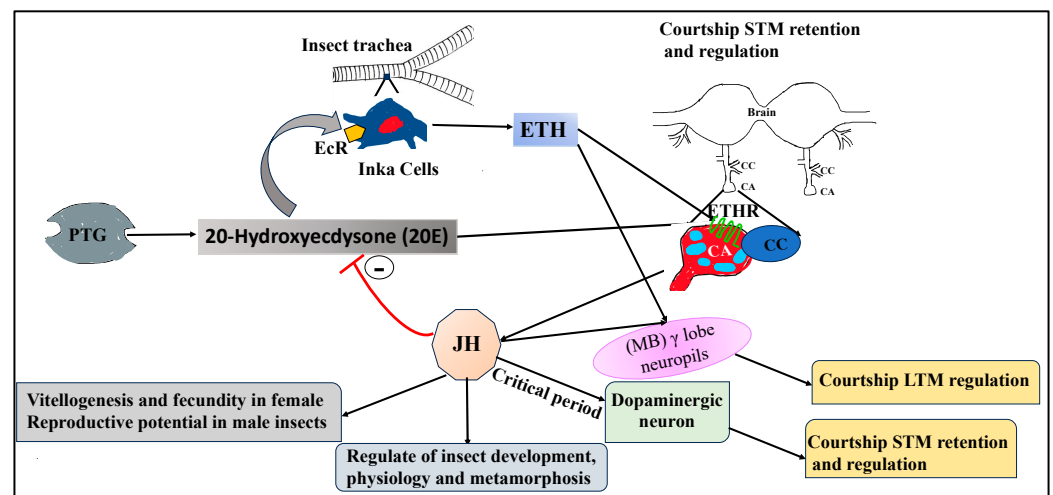 Courtship STM retention
and regulation
Insect trachea
Brain
EcR
ETH
Inka Cells
CC
CC
CA
CA
ETHR
PTG
20-Hydroxyecdysone (20E)
CA
CC
-
JH
(MB) γ lobe
neuropils
Critical period
Courtship LTM regulation
Vitellogenesis and fecundity in female
Reproductive potential in male insects
Dopaminergic
neuron
Courtship STM retention
and regulation
Regulate of insect development,
physiology and metamorphosis